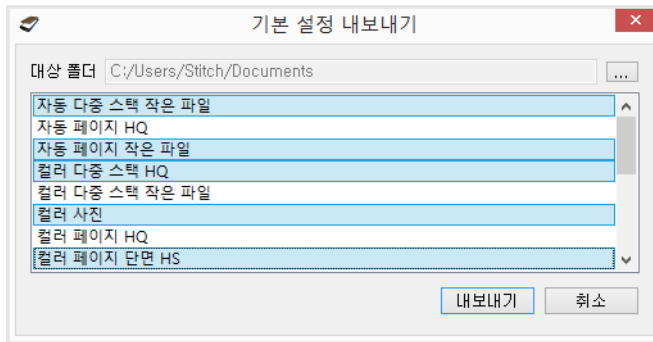 기본 설정 내보내기
대상 폴더 C:/Users/Stitch/Documents ...
자동 다중 스택 작은 파일
자동 페이지 HQ
자동 페이지 작은 파일
컬러 다중 스택 HQ
컬러 다중 스택 작은 파일
컬러 사진
컬러 페이지 HQ
컬러 페이지 단면 HS
내보내기 취소